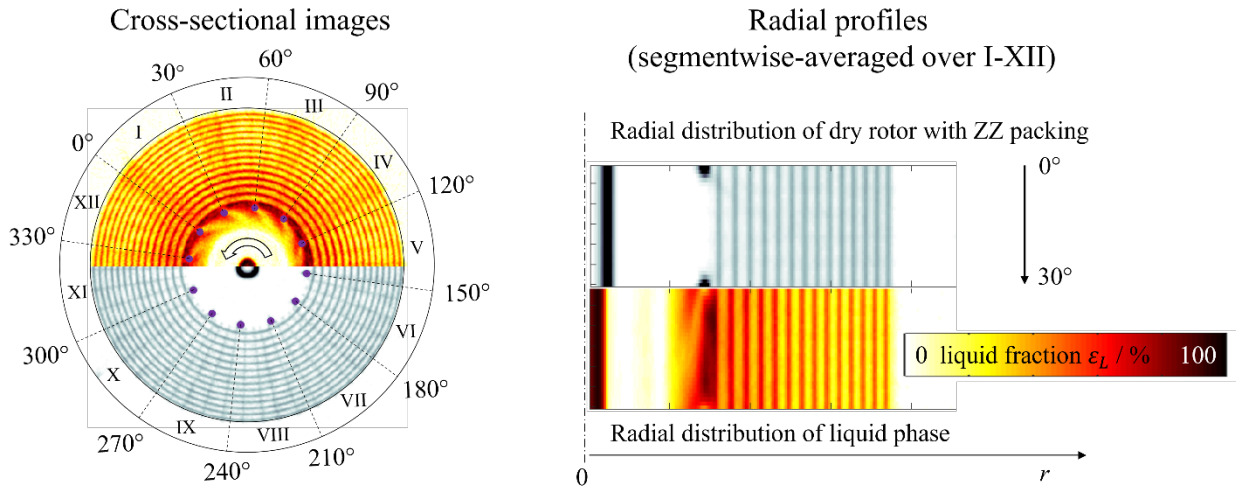 Cross-sectional images
60°
30°
90°
0°
120°
330°
150°
300°
180°
270°
210°
240°
I
II
III
IV
V
VI
VII
VIII
IX
X
XI
XII
Radial profiles
(segmentwise-averaged over I-XII)
Radial distribution of dry rotor with ZZ packing
0°
30°
0 liquid fraction ε_L / % 100
Radial distribution of liquid phase
0
r